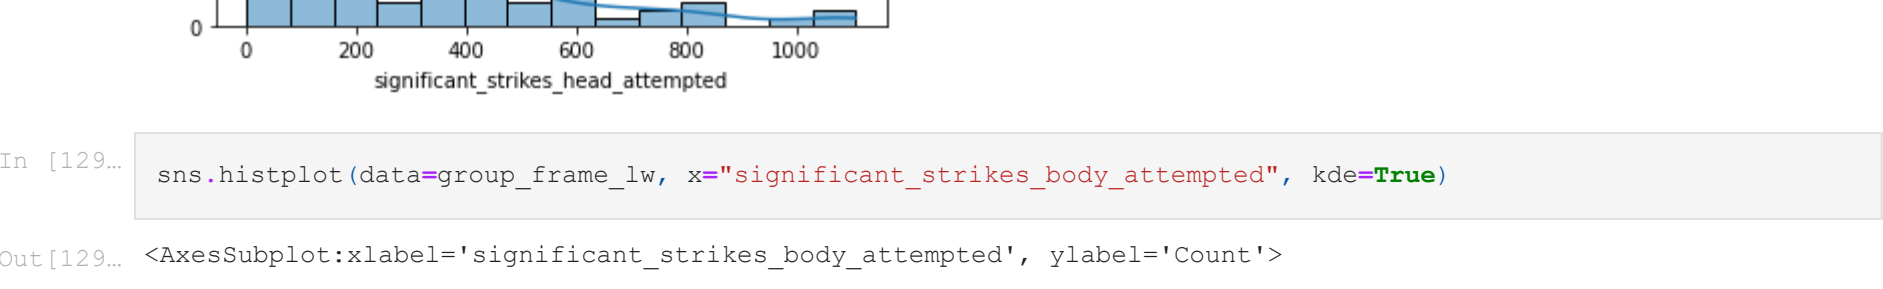 0
0 200 400 600 800 1000
significant_strikes_head_attempted
In [129…
sns.histplot(data=group_frame_lw, x="significant_strikes_body_attempted", kde=True)
Out[129…
<AxesSubplot:xlabel='significant_strikes_body_attempted', ylabel='Count'>